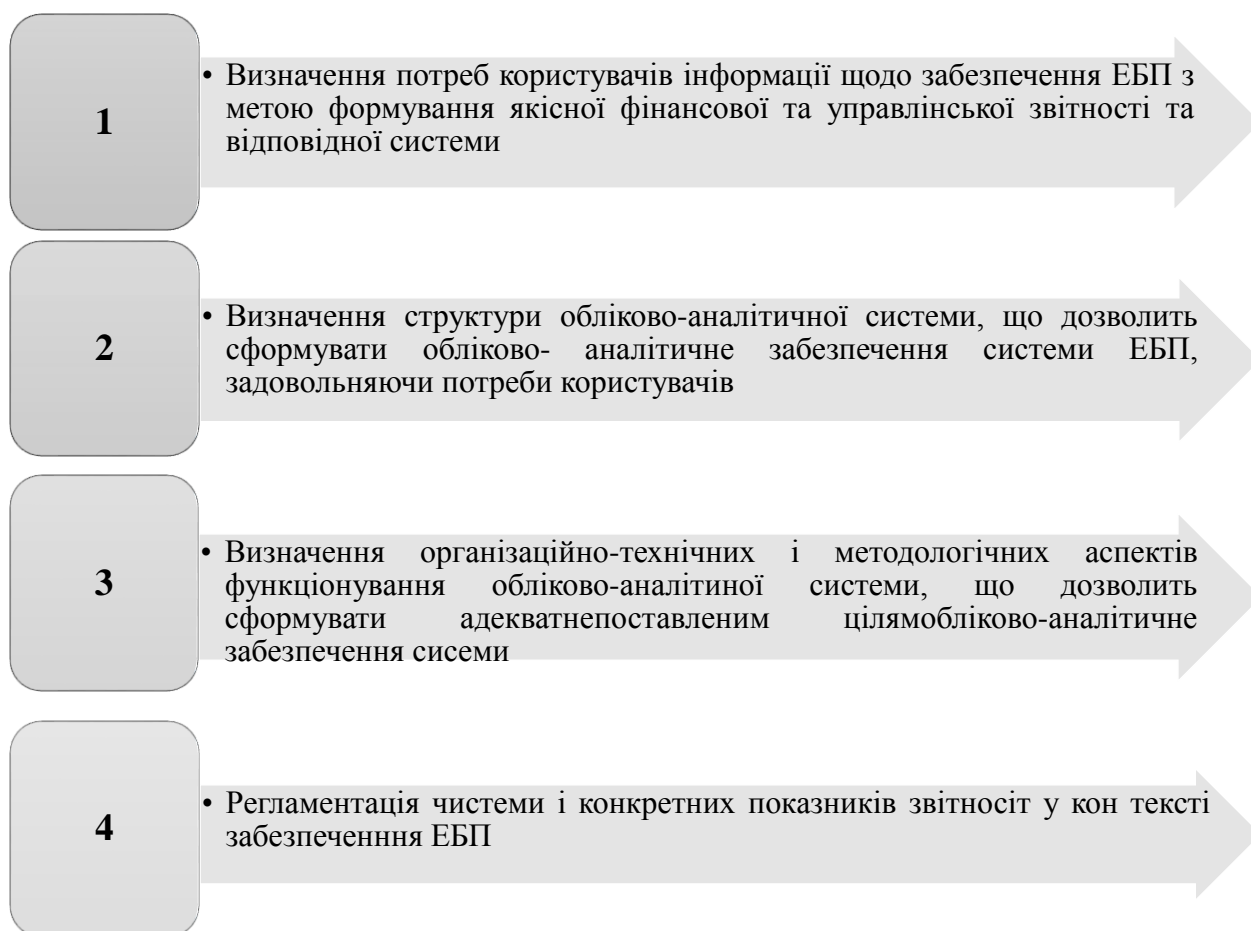 1
• Визначення потреб користувачів інформації щодо забезпечення ЕБП з
метою формування якісної фінансової та управлінської звітності та
відповідної системи
2
• Визначення структури обліково-аналітичної системи, що дозволить
сформувати обліково- аналітичне забезпечення системи ЕБП,
задовольняючи потреби користувачів
3
• Визначення організаційно-технічних і методологічних аспектів
функціонування обліково-аналітиної системи, що дозволить
сформувати адекватнепоставленим цілямобліково-аналітичне
забезпечення сисеми
4
• Регламентація чистеми і конкретних показників звітносіт у кон тексті
забезпеченння ЕБП